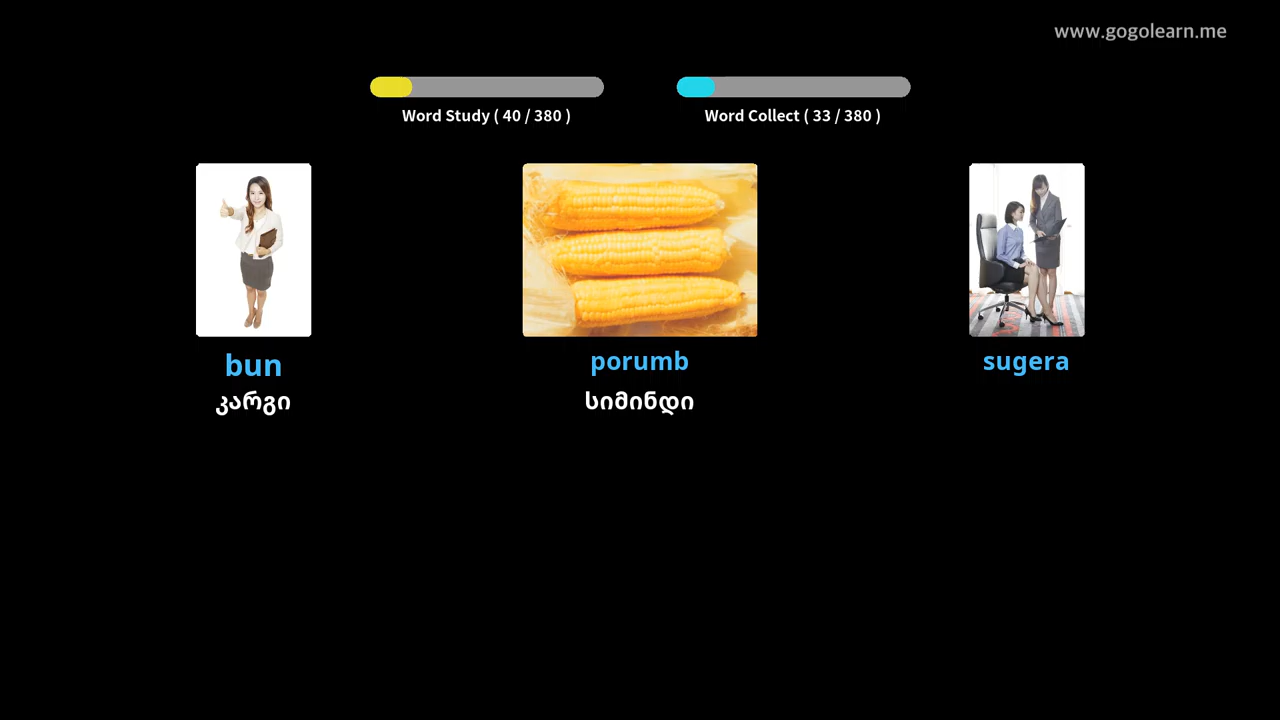 www.gogolearn.me
Word Study ( 40 / 380 )
Word Collect ( 33 / 380 )
bun
კარგი
porumb
სიმინდი
sugera